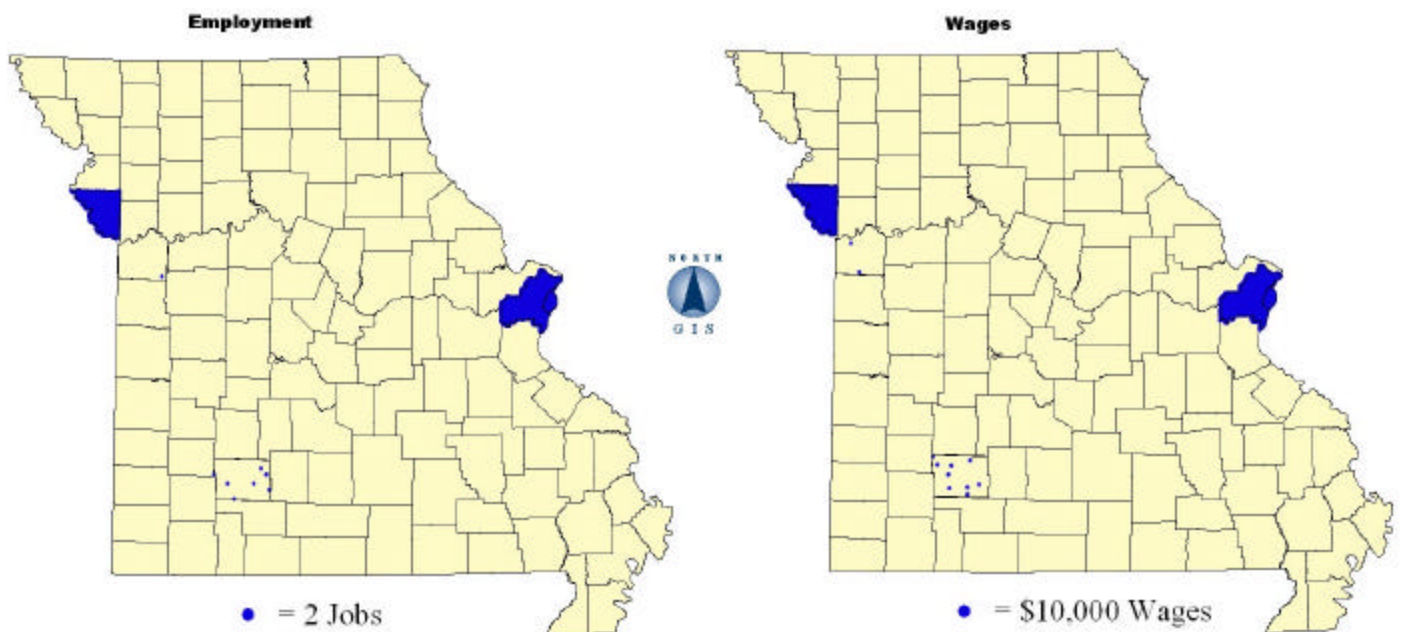 Employment
Wages
NORTH
GIS
= 2 Jobs
= $10,000 Wages